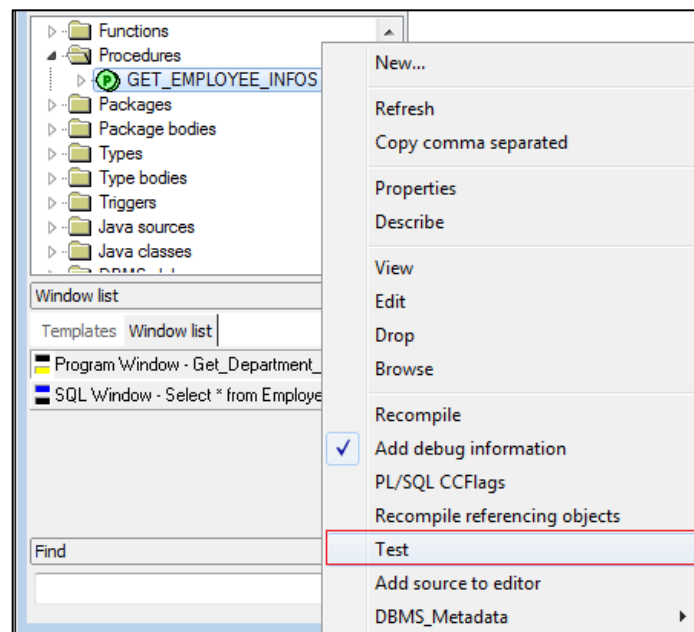 Functions
Procedures
GET_EMPLOYEE_INFOS
Packages
Package bodies
Types
Type bodies
Triggers
Java sources
Java classes
Window list
Templates Window list
Program Window - Get_Department_
SQL Window - Select * from Employe
Find
New...
Refresh
Copy comma separated
Properties
Describe
View
Edit
Drop
Browse
Recompile
Add debug information
PL/SQL CCFlags
Recompile referencing objects
Test
Add source to editor
DBMS_Metadata